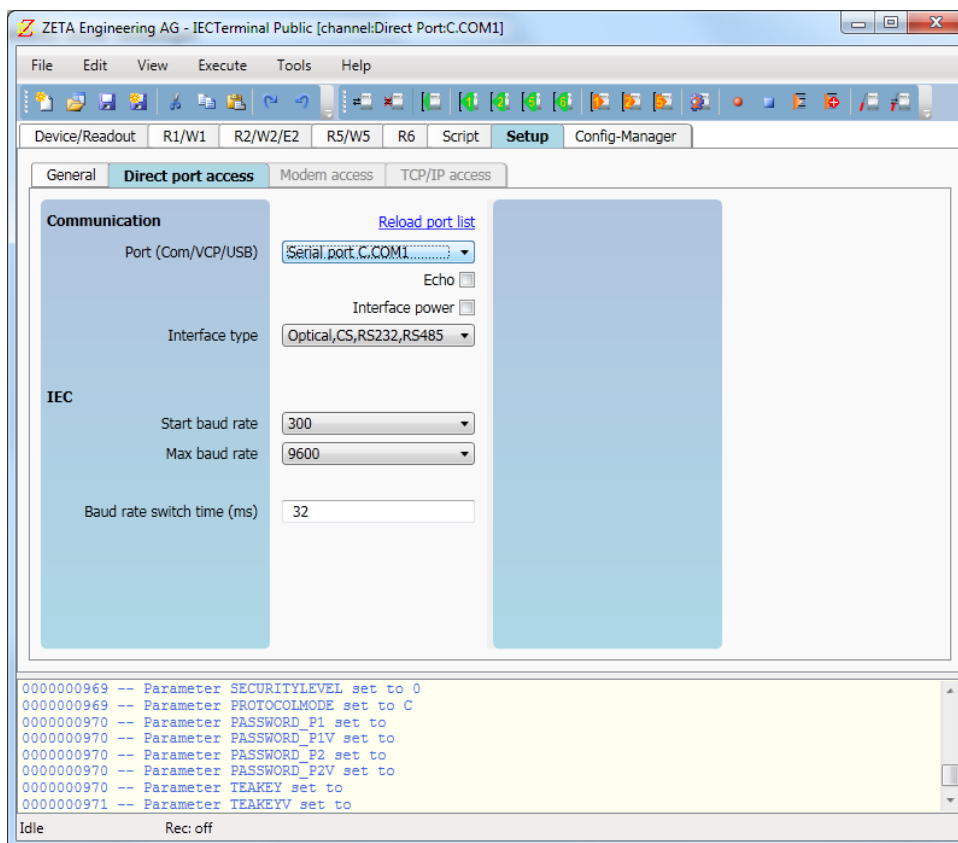 ZETA Engineering AG - IECTerminal Public [channel:Direct Port:C.COM1]
File Edit View Execute Tools Help
Device/Readout R1/W1 R2/W2/E2 R5/W5 R6 Script Setup Config-Manager
General Direct port access Modem access TCP/IP access
Communication Reload port list
Port (Com/VCP/USB) Serial port C.COM1
Echo
Interface power
Interface type Optical,CS,RS232,RS485
IEC
Start baud rate 300
Max baud rate 9600
Baud rate switch time (ms) 32
0000000969 -- Parameter SECURITYLEVEL set to 0
0000000969 -- Parameter PROTOCOLMODE set to C
0000000970 -- Parameter PASSWORD_P1 set to
0000000970 -- Parameter PASSWORD_P1V set to
0000000970 -- Parameter PASSWORD_P2 set to
0000000970 -- Parameter PASSWORD_P2V set to
0000000970 -- Parameter TEAKEY set to
0000000971 -- Parameter TEAKEYV set to
Idle Rec: off